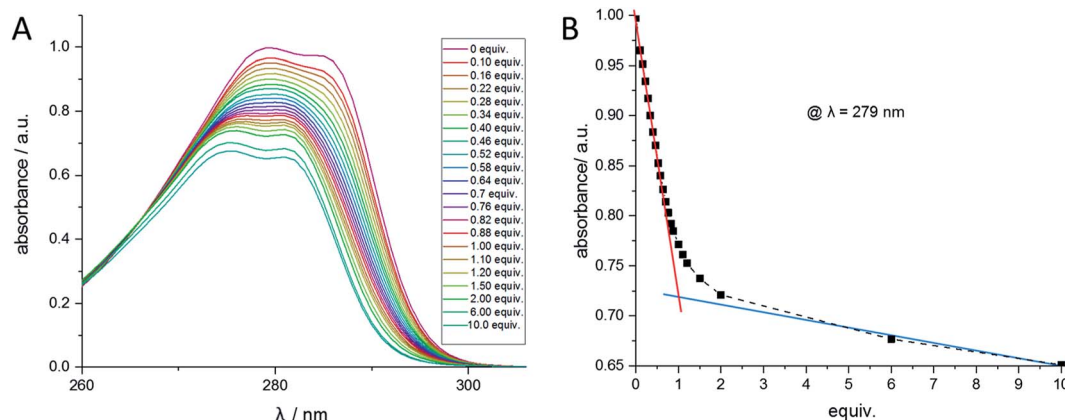 A
absorbance / a.u.
1.0
0.8
0.6
0.4
0.2
0.0
260
280
300
λ / nm
0 equiv.
0.10 equiv.
0.16 equiv.
0.22 equiv.
0.28 equiv.
0.34 equiv.
0.40 equiv.
0.46 equiv.
0.52 equiv.
0.58 equiv.
0.64 equiv.
0.7 equiv.
0.76 equiv.
0.82 equiv.
0.88 equiv.
1.00 equiv.
1.10 equiv.
1.20 equiv.
1.50 equiv.
2.00 equiv.
6.00 equiv.
10.0 equiv.
B
absorbance/ a.u.
1.00
0.95
0.90
0.85
0.80
0.75
0.70
0.65
@ λ = 279 nm
0 1 2 3 4 5 6 7 8 9 10
equiv.